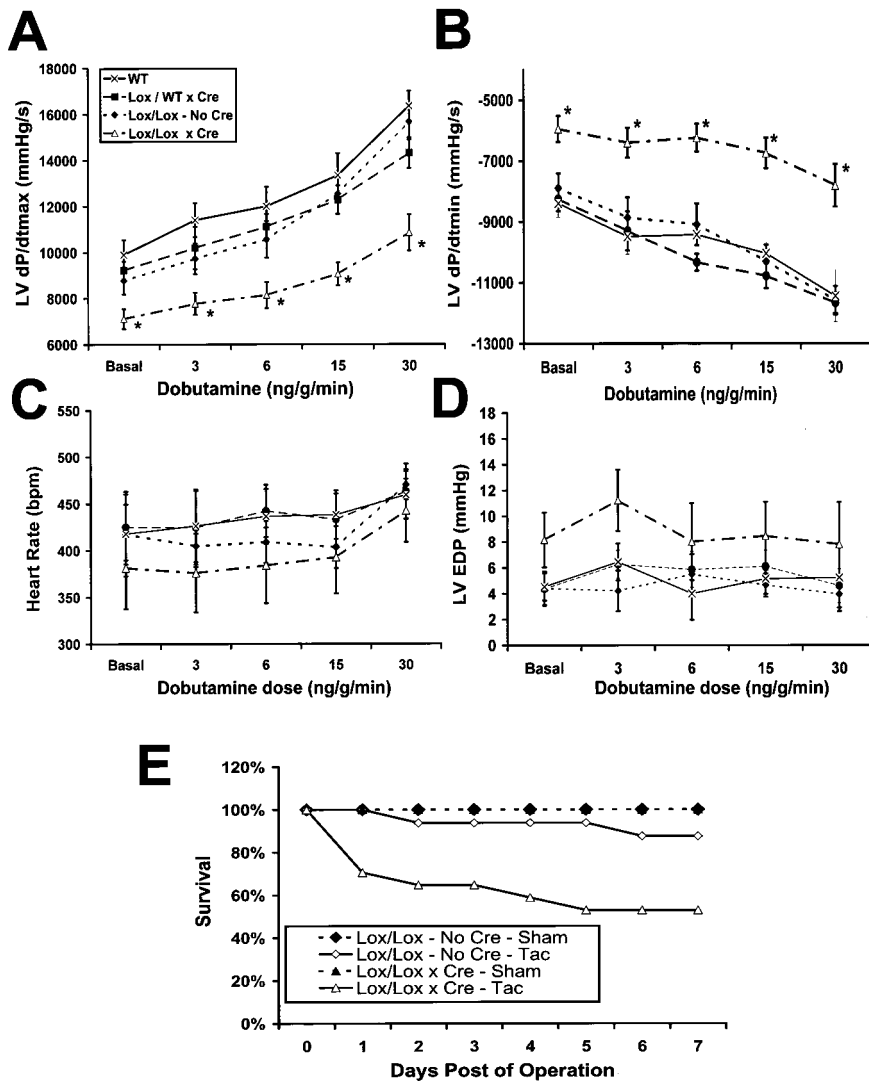 A
LV dP/dtmax (mmHg/s)
18000
16000
14000
12000
10000
8000
6000
WT
Lox / WT x Cre
Lox/Lox - No Cre
Lox/Lox x Cre
* * * * *
Basal 3 6 15 30
Dobutamine (ng/g/min)
B
LV dP/dtmin (mmHg/s)
-5000
-7000
-9000
-11000
-13000
* * * * *
Basal 3 6 15 30
Dobutamine (ng/g/min)
C
Heart Rate (bpm)
550
500
450
400
350
300
Basal 3 6 15 30
Dobutamine dose (ng/g/min)
D
LV EDP (mmHg)
18
16
14
12
10
8
6
4
2
0
Basal 3 6 15 30
Dobutamine dose (ng/g/min)
E
Survival
120%
100%
80%
60%
40%
20%
0%
Lox/Lox - No Cre - Sham
Lox/Lox - No Cre - Tac
Lox/Lox x Cre - Sham
Lox/Lox x Cre - Tac
0 1 2 3 4 5 6 7
Days Post of Operation